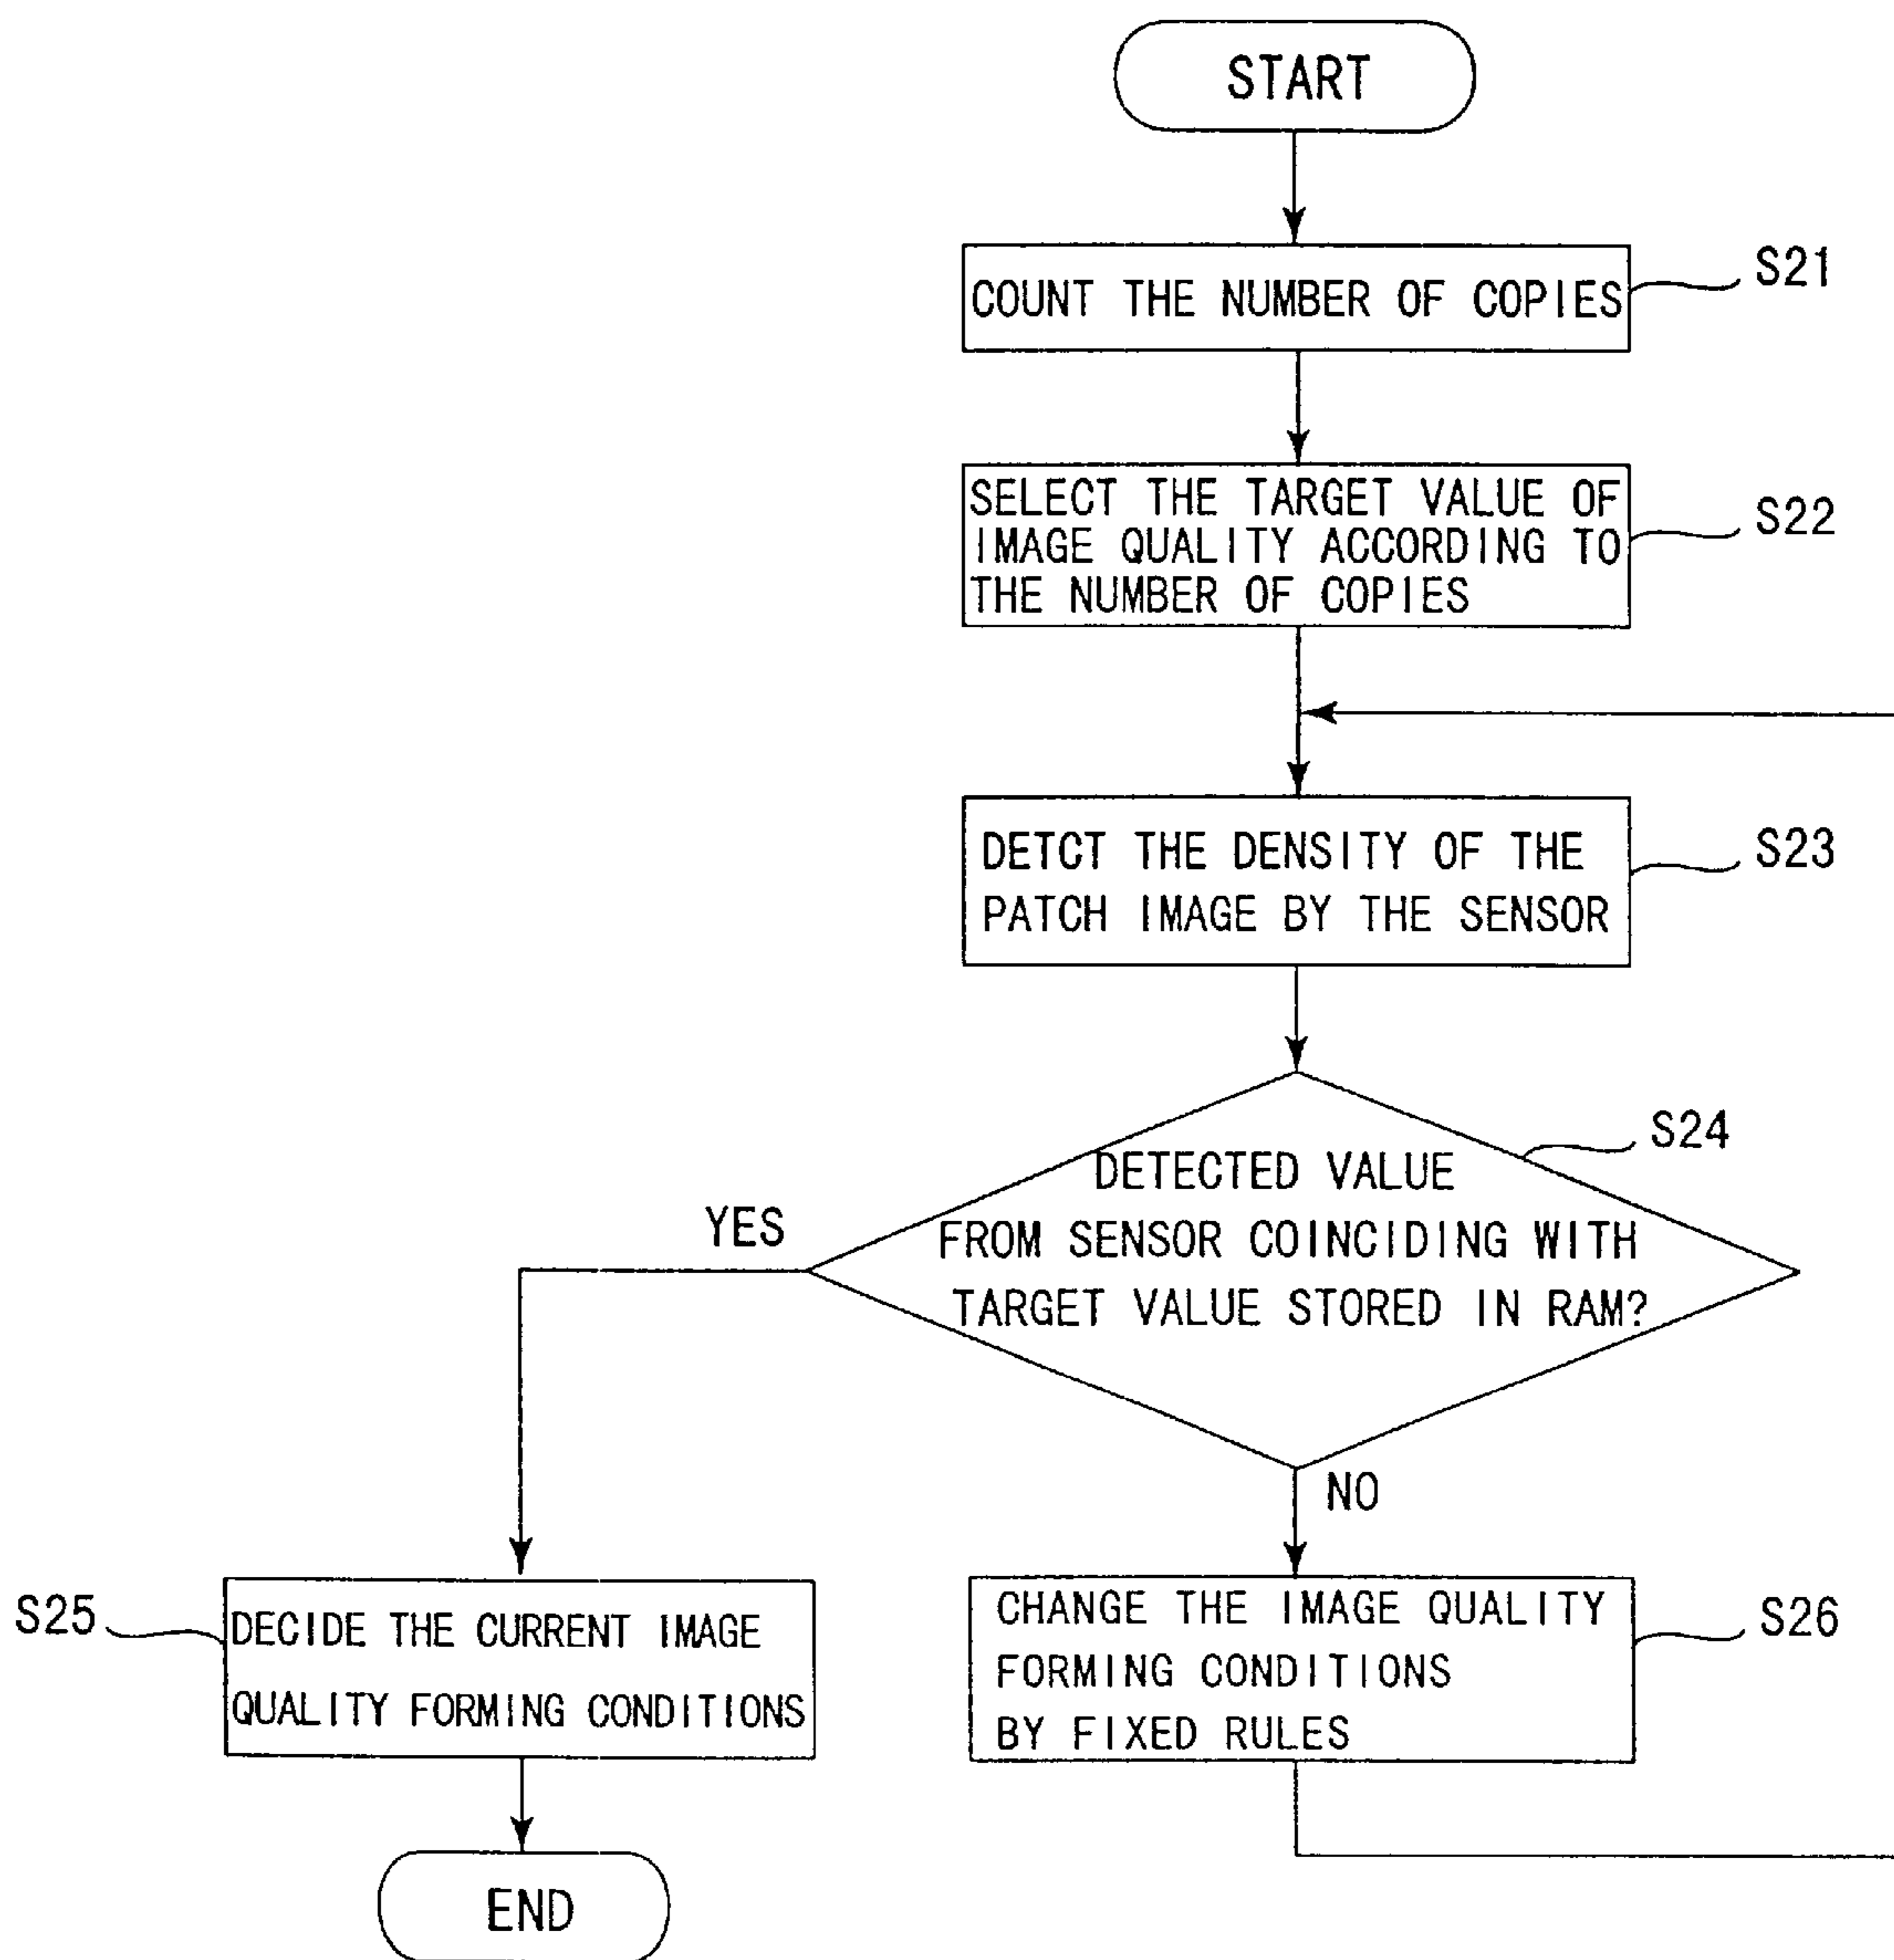 START
COUNT THE NUMBER OF COPIES
S21
SELECT THE TARGET VALUE OF
IMAGE QUALITY ACCORDING TO
THE NUMBER OF COPIES
S22
DETCT THE DENSITY OF THE
PATCH IMAGE BY THE SENSOR
S23
S24
DETECTED VALUE
FROM SENSOR COINCIDING WITH
TARGET VALUE STORED IN RAM?
YES
NO
S25
DECIDE THE CURRENT IMAGE
QUALITY FORMING CONDITIONS
CHANGE THE IMAGE QUALITY
FORMING CONDITIONS
BY FIXED RULES
S26
END